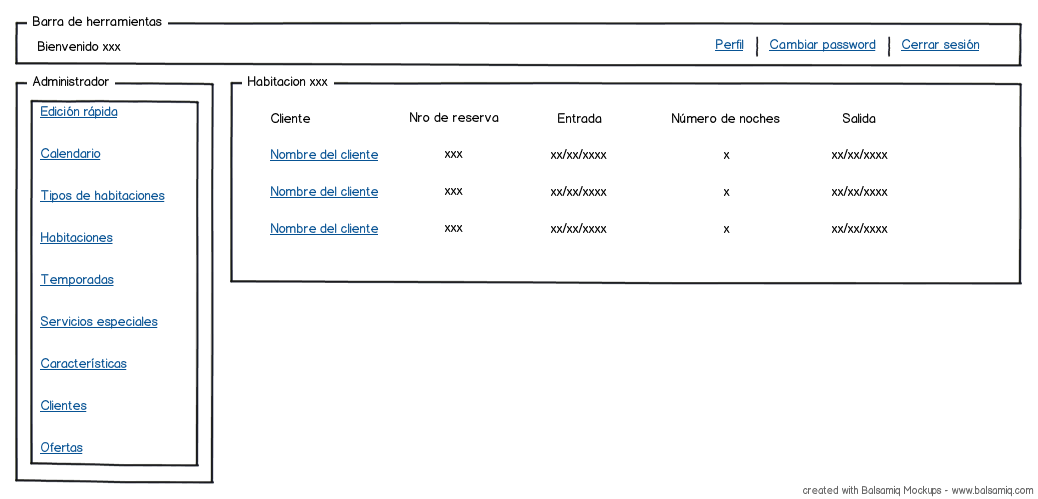 Barra de herramientas
Bienvenido xxx
Perfil | Cambiar password | Cerrar sesión
Administrador
Edición rápida
Calendario
Tipos de habitaciones
Habitaciones
Temporadas
Servicios especiales
Características
Clientes
Ofertas
Habitacion xxx
Cliente Nro de reserva Entrada Número de noches Salida
Nombre del cliente xxx xx/xx/xxxx x xx/xx/xxxx
Nombre del cliente xxx xx/xx/xxxx x xx/xx/xxxx
Nombre del cliente xxx xx/xx/xxxx x xx/xx/xxxx
created with Balsamiq Mockups - www.balsamiq.com